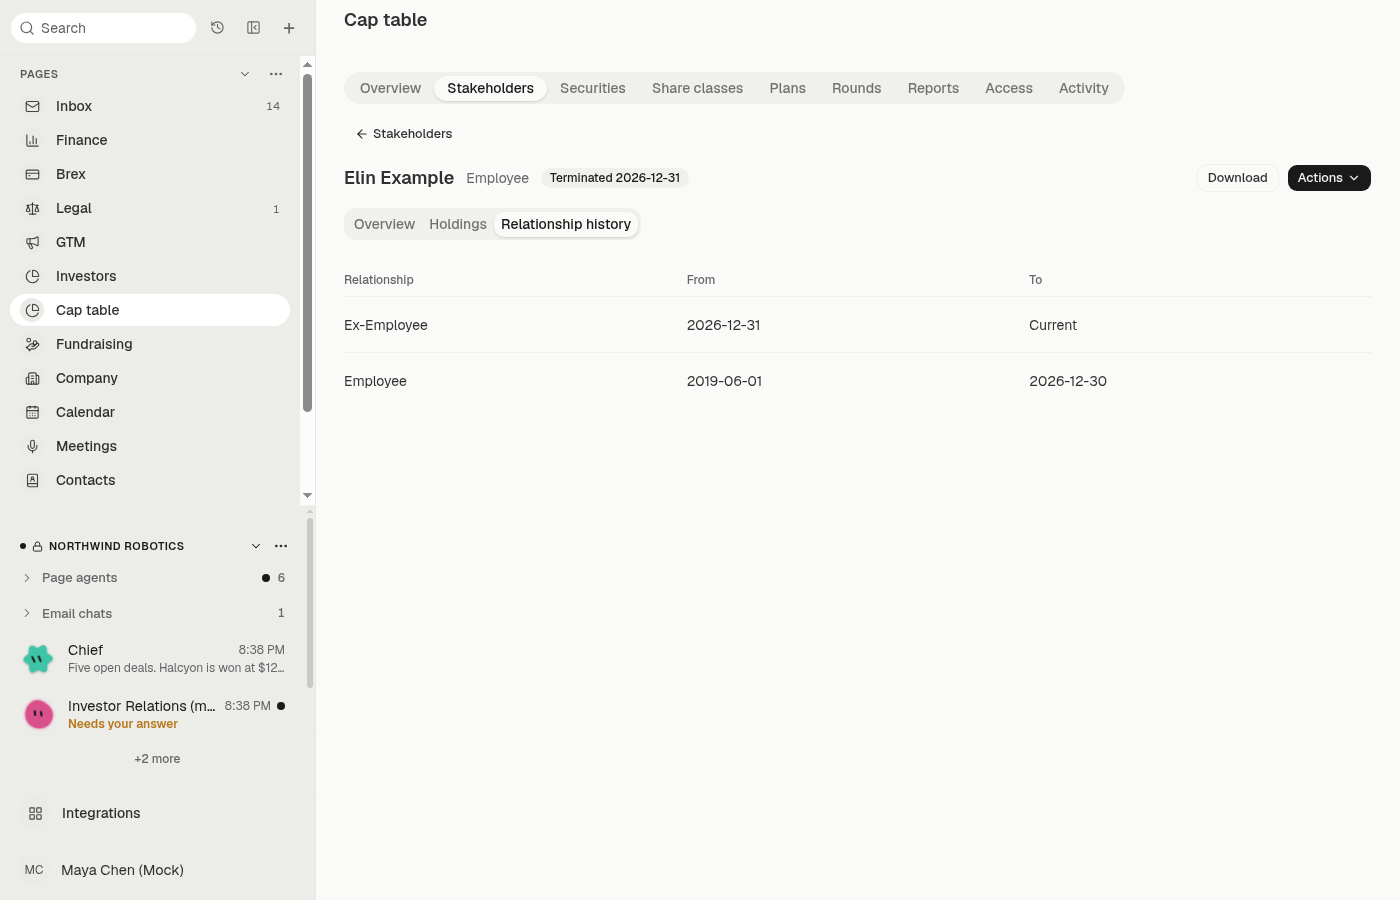 Search
PAGES
Inbox 14
Finance
Brex
Legal 1
GTM
Investors
Cap table
Fundraising
Company
Calendar
Meetings
Contacts
NORTHWIND ROBOTICS
Page agents 6
Email chats 1
Chief 8:38 PM
Five open deals. Halcyon is won at $12...
Investor Relations (m... 8:38 PM
Needs your answer
+2 more
Integrations
MC Maya Chen (Mock)
Cap table
Overview Stakeholders Securities Share classes Plans Rounds Reports Access Activity
Stakeholders
Elin Example Employee Terminated 2026-12-31 Download Actions
Overview Holdings Relationship history
Relationship From To
Ex-Employee 2026-12-31 Current
Employee 2019-06-01 2026-12-30